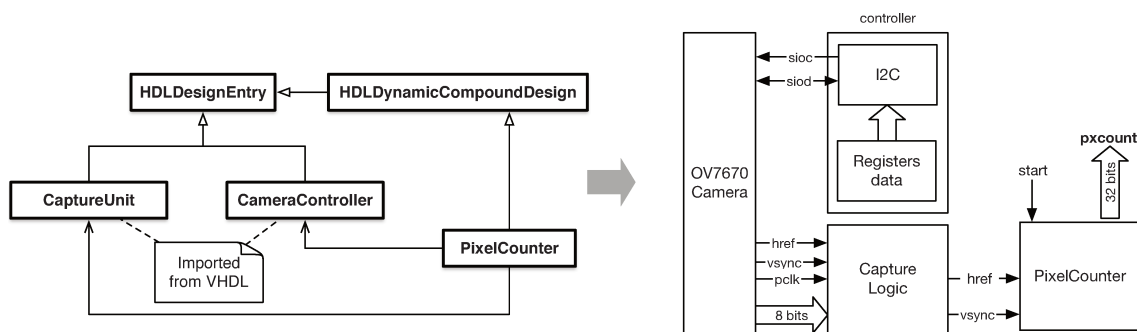 HDLDesignEntry
HDLDynamicCompoundDesign
CaptureUnit
CameraController
PixelCounter
Imported
from VHDL
controller
sioc
siod
I2C
Registers
data
OV7670
Camera
href
vsync
pclk
8 bits
Capture
Logic
href
vsync
start
pxcount
32 bits
PixelCounter